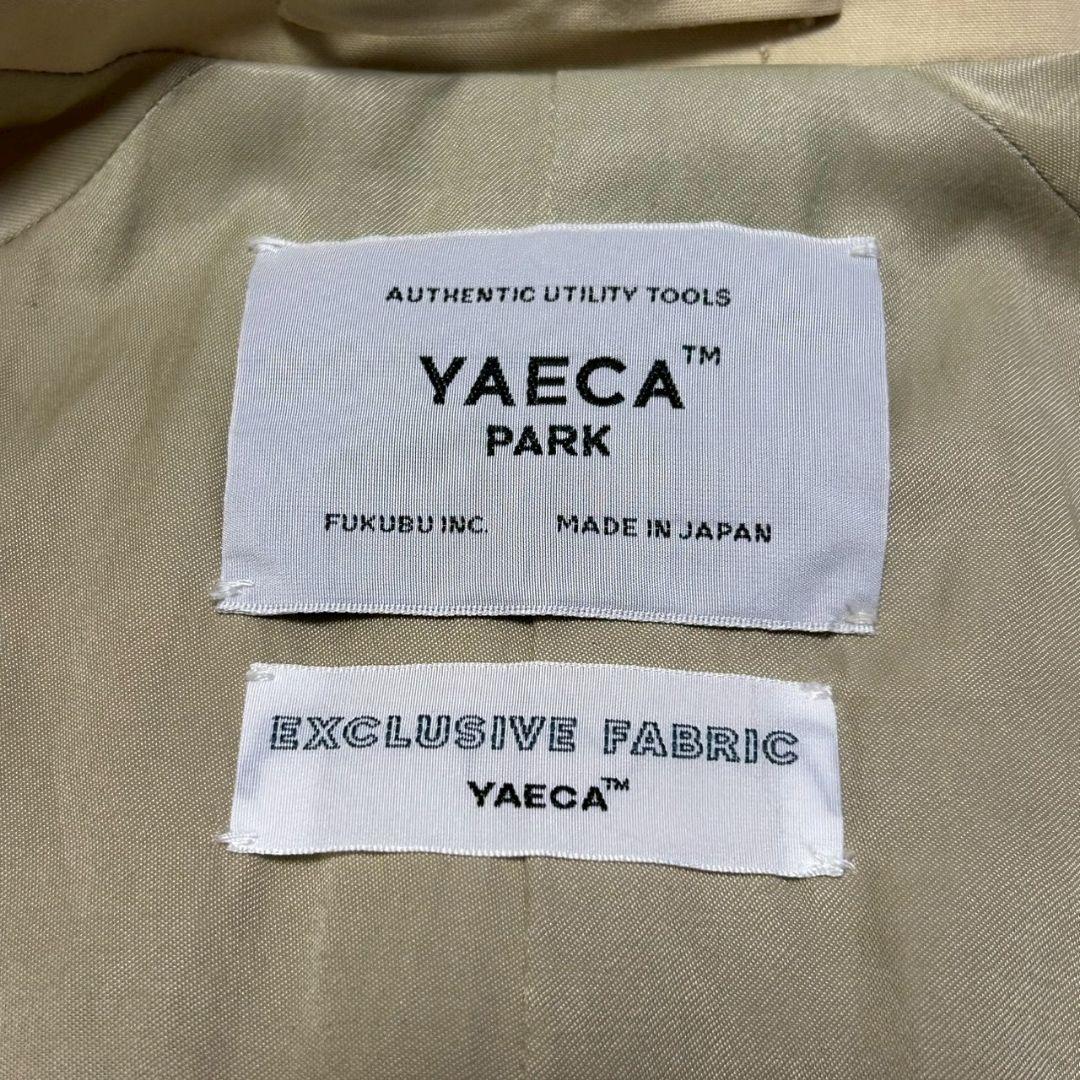 AUTHENTIC UTILITY TOOLS
YAECA™
PARK
FUKUBU INC. MADE IN JAPAN
EXCLUSIVE FABRIC
YAECA™